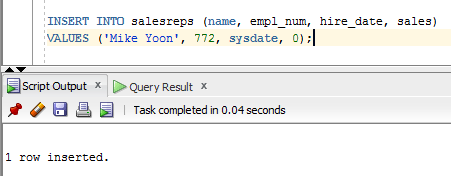 INSERT INTO salesreps (name, empl_num, hire_date, sales)
VALUES ('Mike Yoon', 772, sysdate, 0);
Script Output x Query Result x
Task completed in 0.04 seconds
1 row inserted.